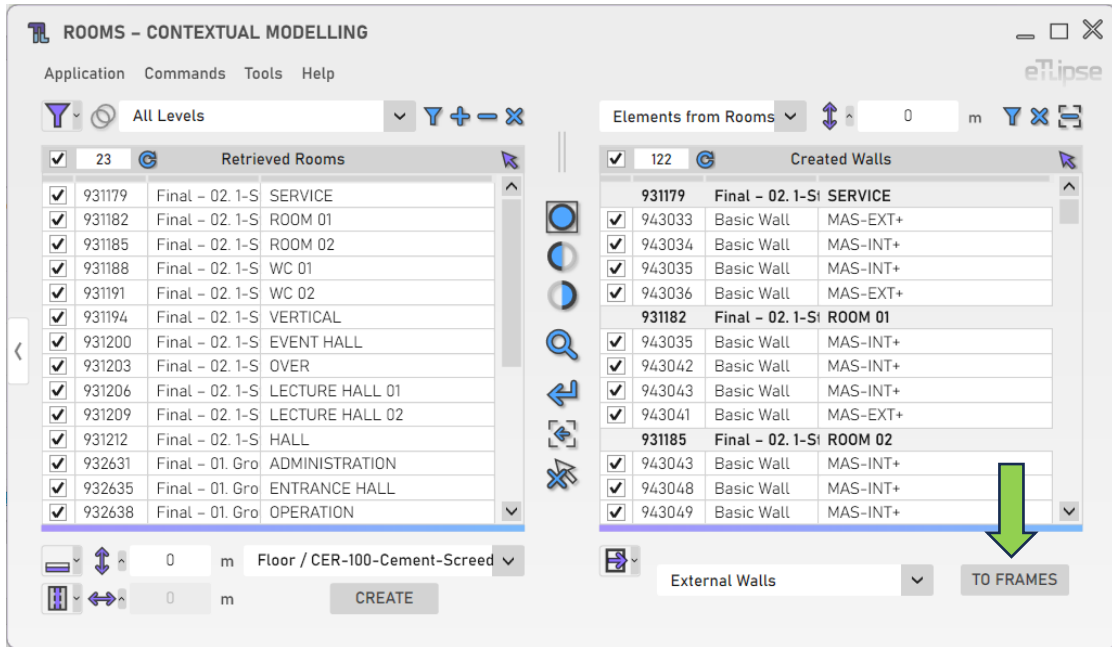 ROOMS – CONTEXTUAL MODELLING
Application Commands Tools Help
eTLipse
All Levels
Elements from Rooms 0 m
23 Retrieved Rooms
122 Created Walls
931179 Final – 02. 1-S SERVICE
931182 Final – 02. 1-S ROOM 01
931185 Final – 02. 1-S ROOM 02
931188 Final – 02. 1-S WC 01
931191 Final – 02. 1-S WC 02
931194 Final – 02. 1-S VERTICAL
931200 Final – 02. 1-S EVENT HALL
931203 Final – 02. 1-S OVER
931206 Final – 02. 1-S LECTURE HALL 01
931209 Final – 02. 1-S LECTURE HALL 02
931212 Final – 02. 1-S HALL
932631 Final – 01. Gro ADMINISTRATION
932635 Final – 01. Gro ENTRANCE HALL
932638 Final – 01. Gro OPERATION
931179 Final – 02. 1-St SERVICE
943033 Basic Wall MAS-EXT+
943034 Basic Wall MAS-INT+
943035 Basic Wall MAS-INT+
943036 Basic Wall MAS-EXT+
931182 Final – 02. 1-St ROOM 01
943035 Basic Wall MAS-INT+
943042 Basic Wall MAS-INT+
943043 Basic Wall MAS-INT+
943041 Basic Wall MAS-EXT+
931185 Final – 02. 1-St ROOM 02
943043 Basic Wall MAS-INT+
943048 Basic Wall MAS-INT+
943049 Basic Wall MAS-INT+
0 m Floor / CER-100-Cement-Screed
0 m CREATE
External Walls TO FRAMES